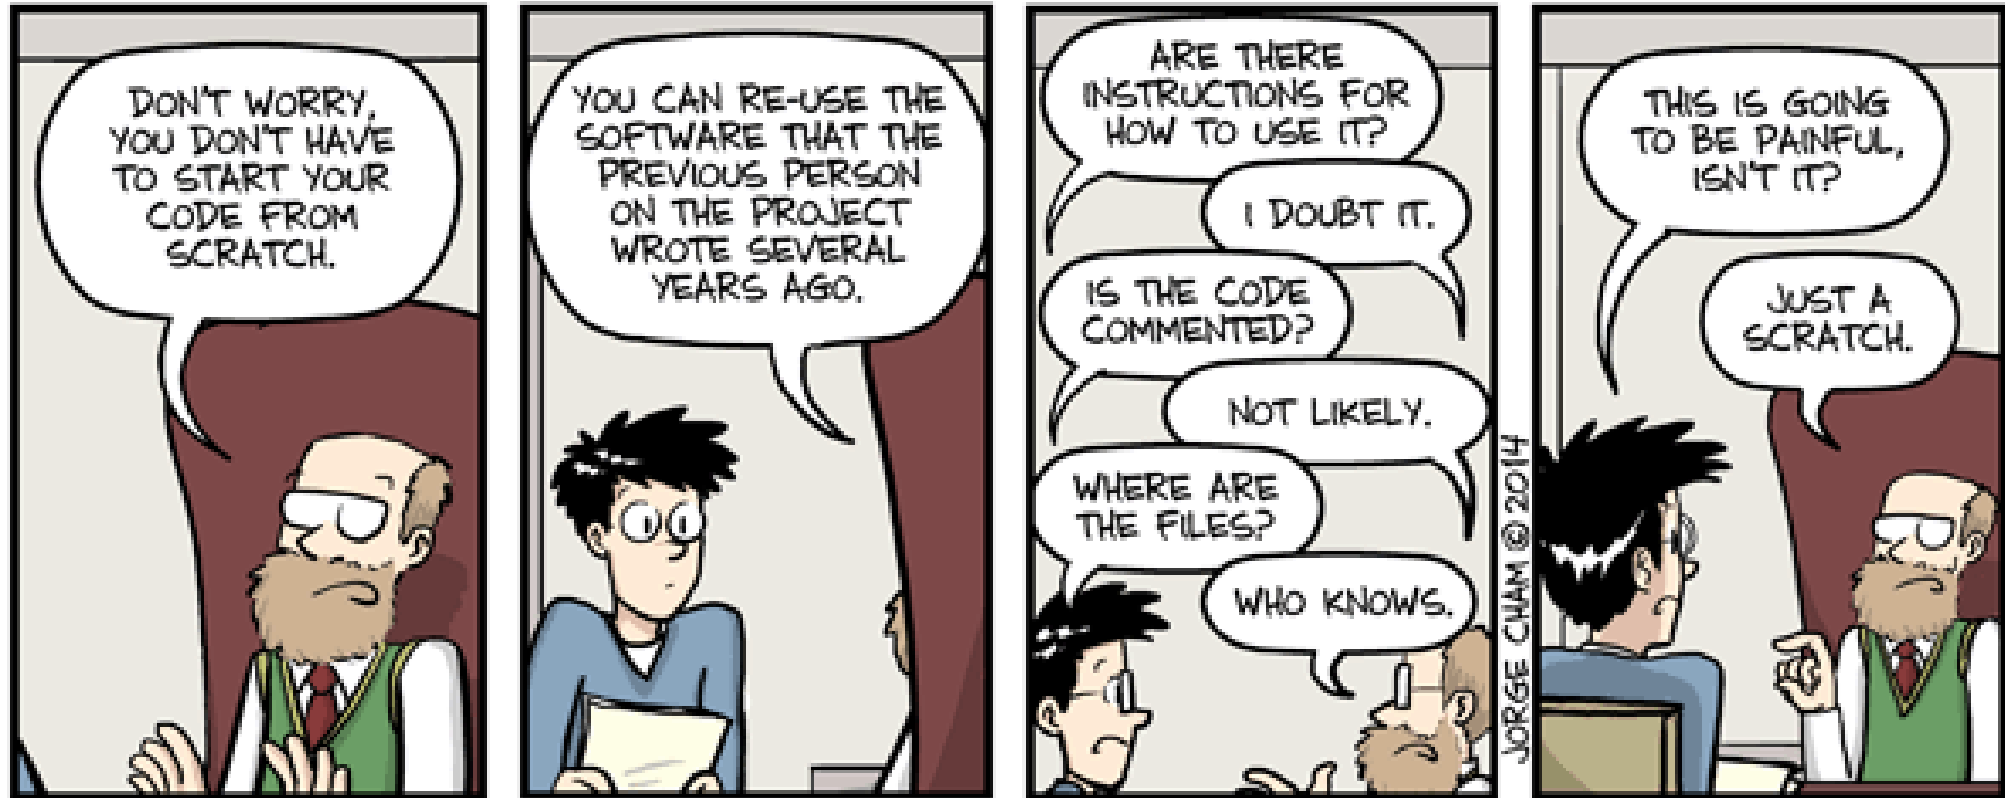 DON'T WORRY,
YOU DON'T HAVE
TO START YOUR
CODE FROM
SCRATCH.
YOU CAN RE-USE THE
SOFTWARE THAT THE
PREVIOUS PERSON
ON THE PROJECT
WROTE SEVERAL
YEARS AGO.
ARE THERE
INSTRUCTIONS FOR
HOW TO USE IT?
I DOUBT IT.
IS THE CODE
COMMENTED?
NOT LIKELY.
WHERE ARE
THE FILES?
WHO KNOWS.
JORGE CHAM © 2014
THIS IS GOING
TO BE PAINFUL,
ISN'T IT?
JUST A
SCRATCH.